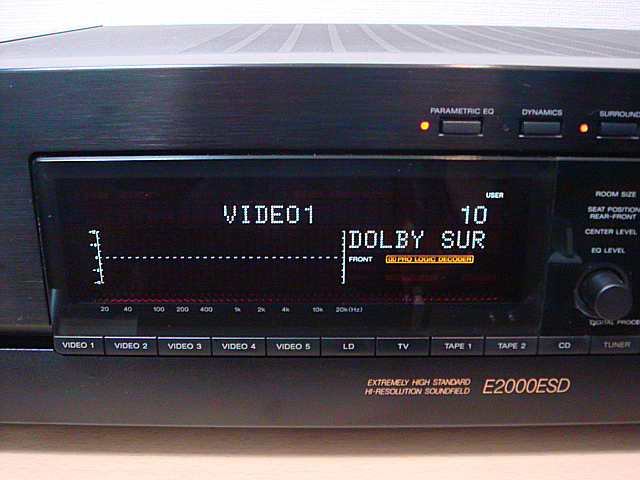 PARAMETRIC EQ DYNAMICS SURROUND
USER
VIDEO1 10
DOLBY SUR
FRONT PRO LOGIC DECODER
20 40 100 200 400 1k 2k 4k 10k 20k(Hz)
ROOM SIZE
SEAT POSITION
REAR-FRONT
CENTER LEVEL
EQ LEVEL
DIGITAL PROCE
VIDEO 1 VIDEO 2 VIDEO 3 VIDEO 4 VIDEO 5 LD TV TAPE 1 TAPE 2 CD TUNER
EXTREMELY HIGH STANDARD
HI-RESOLUTION SOUNDFIELD
E2000ESD